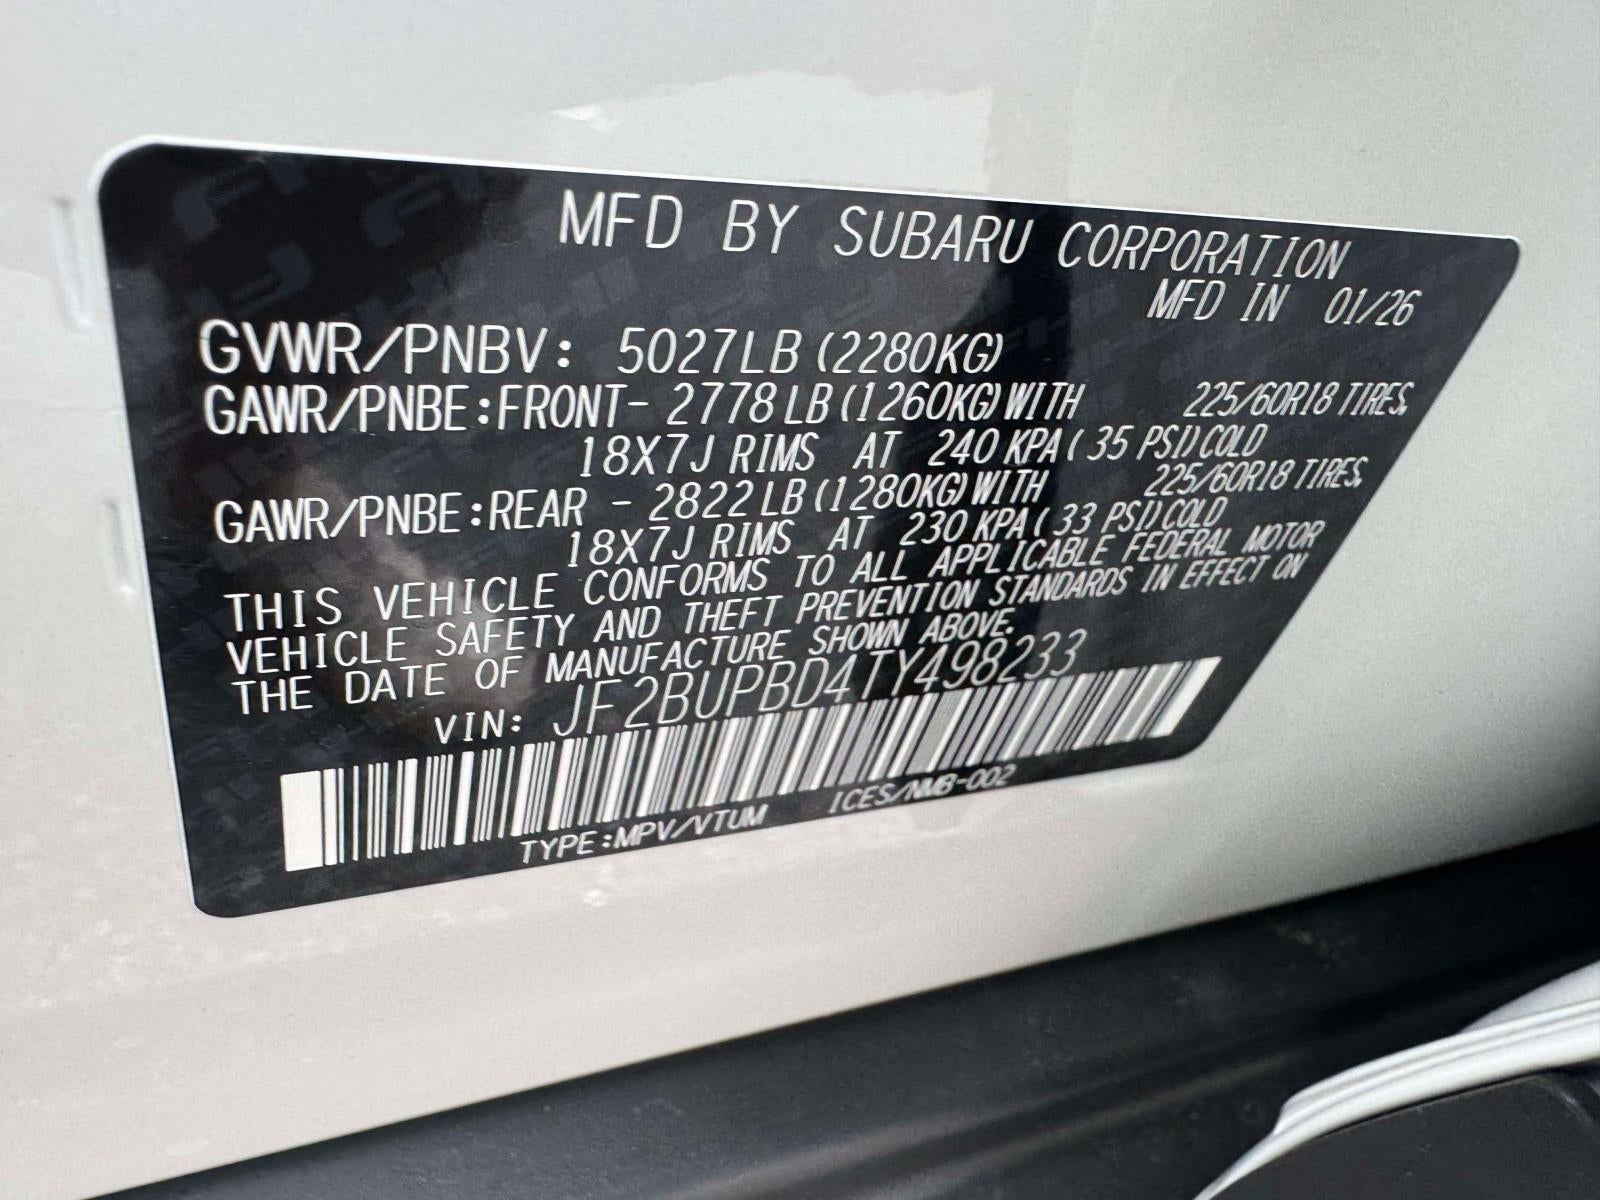 MFD BY SUBARU CORPORATION
MFD IN 01/26
GVWR/PNBV: 5027LB (2280KG)
GAWR/PNBE:FRONT- 2778LB(1260KG)WITH 225/60R18 TIRES,
18X7J RIMS AT 240 KPA( 35 PSI)COLD
GAWR/PNBE:REAR - 2822LB(1280KG)WITH 225/60R18 TIRES,
18X7J RIMS AT 230 KPA( 33 PSI)COLD
THIS VEHICLE CONFORMS TO ALL APPLICABLE FEDERAL MOTOR
VEHICLE SAFETY AND THEFT PREVENTION STANDARDS IN EFFECT ON
THE DATE OF MANUFACTURE SHOWN ABOVE.
VIN: JF2BUPBD4TY498233
TYPE:MPV/VTUM ICES/NMB-002